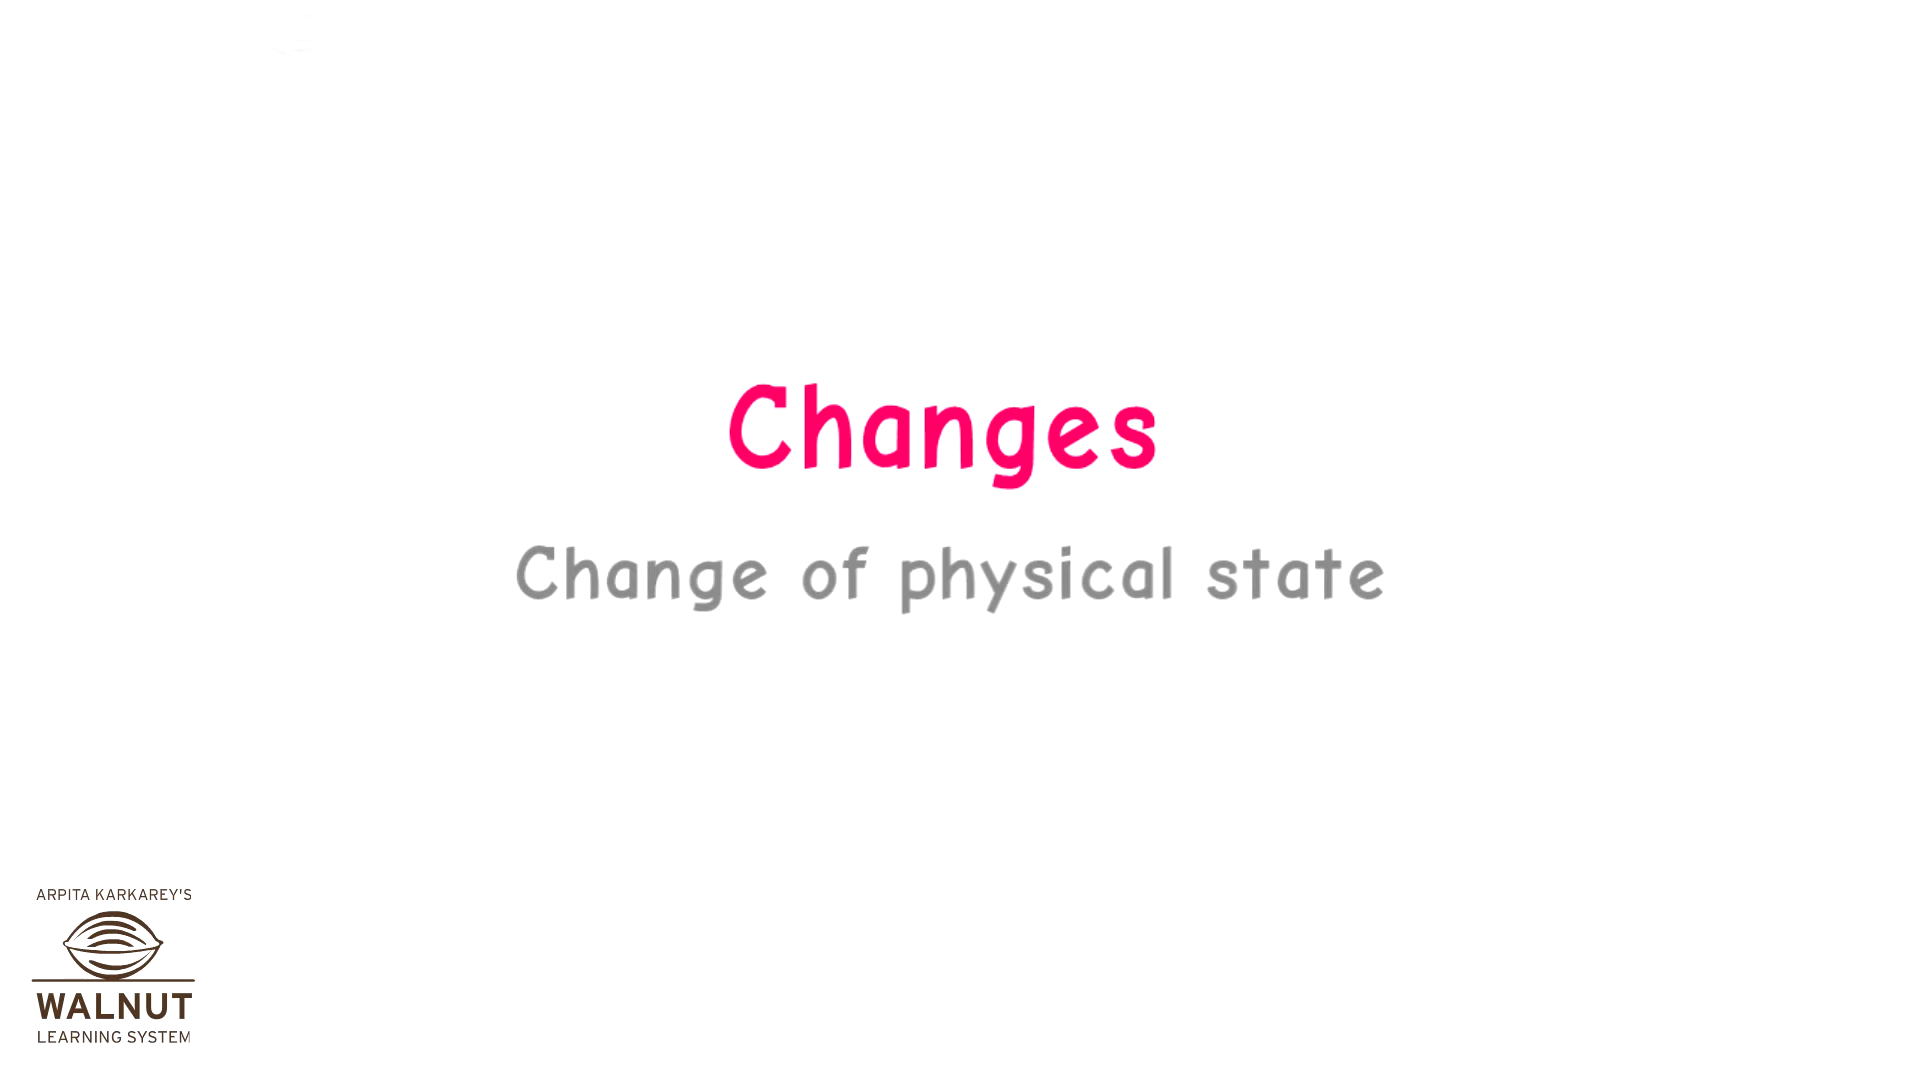 Changes
Change of physical state
ARPITA KARKAREY'S
WALNUT
LEARNING SYSTEM